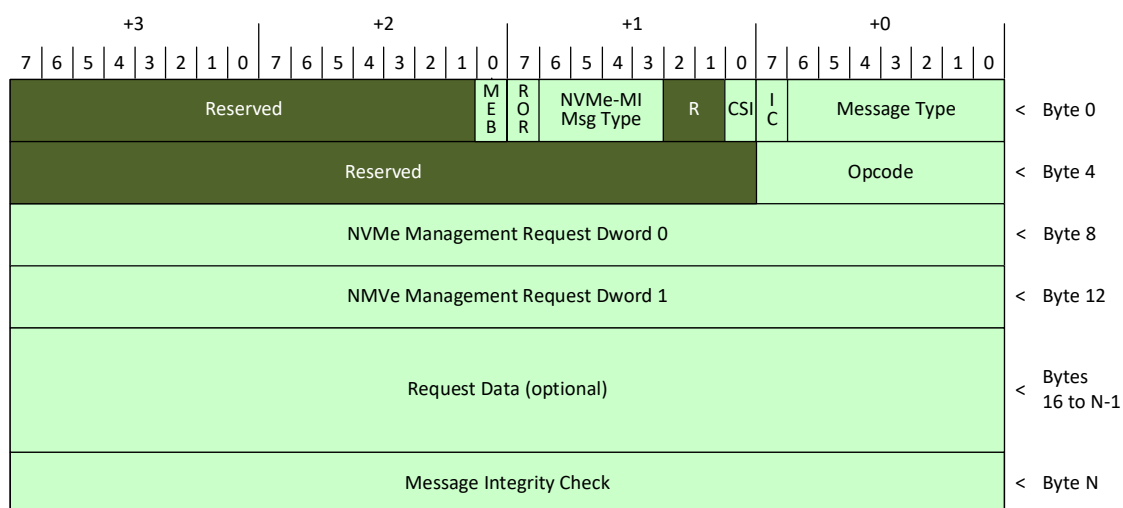 +3 +2 +1 +0
7 6 5 4 3 2 1 0 7 6 5 4 3 2 1 0 7 6 5 4 3 2 1 0 7 6 5 4 3 2 1 0
Reserved MEB ROR NVMe-MI Msg Type R CSI IC Message Type < Byte 0
Reserved Opcode < Byte 4
NVMe Management Request Dword 0 < Byte 8
NMVe Management Request Dword 1 < Byte 12
Request Data (optional) < Bytes 16 to N-1
Message Integrity Check < Byte N